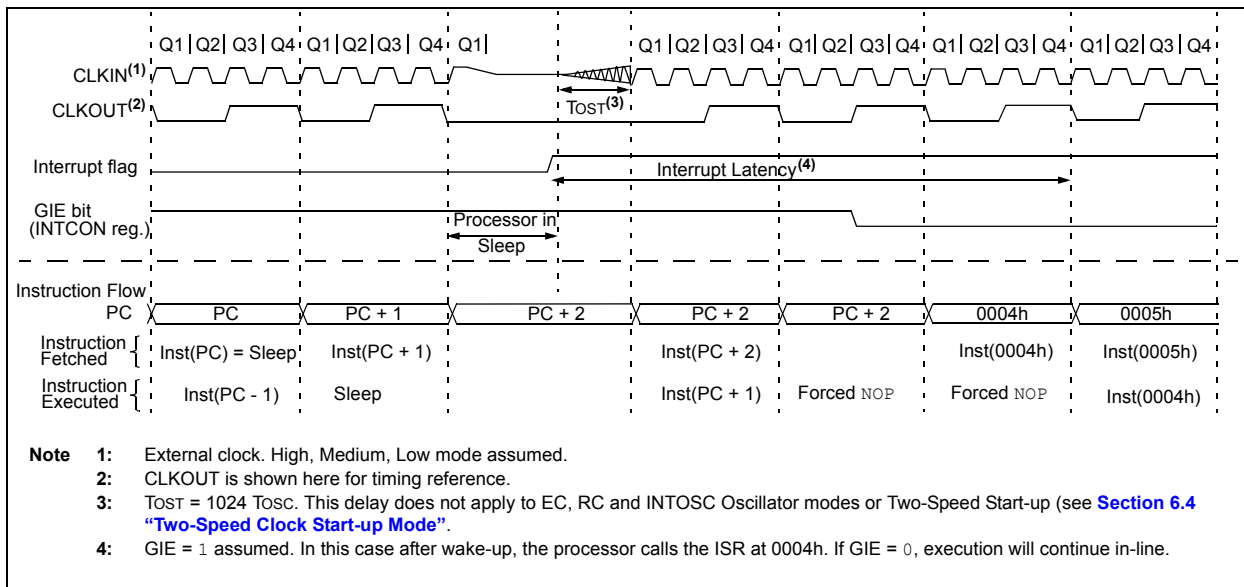 Q1 Q2 Q3 Q4 Q1 Q2 Q3 Q4 Q1 Q1 Q2 Q3 Q4 Q1 Q2 Q3 Q4 Q1 Q2 Q3 Q4 Q1 Q2 Q3 Q4
CLKIN(1)
CLKOUT(2)
TOST(3)
Interrupt flag
Interrupt Latency(4)
GIE bit
(INTCON reg.)
Processor in
Sleep
Instruction Flow
PC PC PC + 1 PC + 2 PC + 2 PC + 2 0004h 0005h
Instruction
Fetched
Inst(PC) = Sleep Inst(PC + 1) Inst(PC + 2) Inst(0004h) Inst(0005h)
Instruction
Executed
Inst(PC - 1) Sleep Inst(PC + 1) Forced NOP Forced NOP Inst(0004h)
Note 1: External clock. High, Medium, Low mode assumed.
2: CLKOUT is shown here for timing reference.
3: TOST = 1024 TOSC. This delay does not apply to EC, RC and INTOSC Oscillator modes or Two-Speed Start-up (see Section 6.4
“Two-Speed Clock Start-up Mode”.
4: GIE = 1 assumed. In this case after wake-up, the processor calls the ISR at 0004h. If GIE = 0, execution will continue in-line.